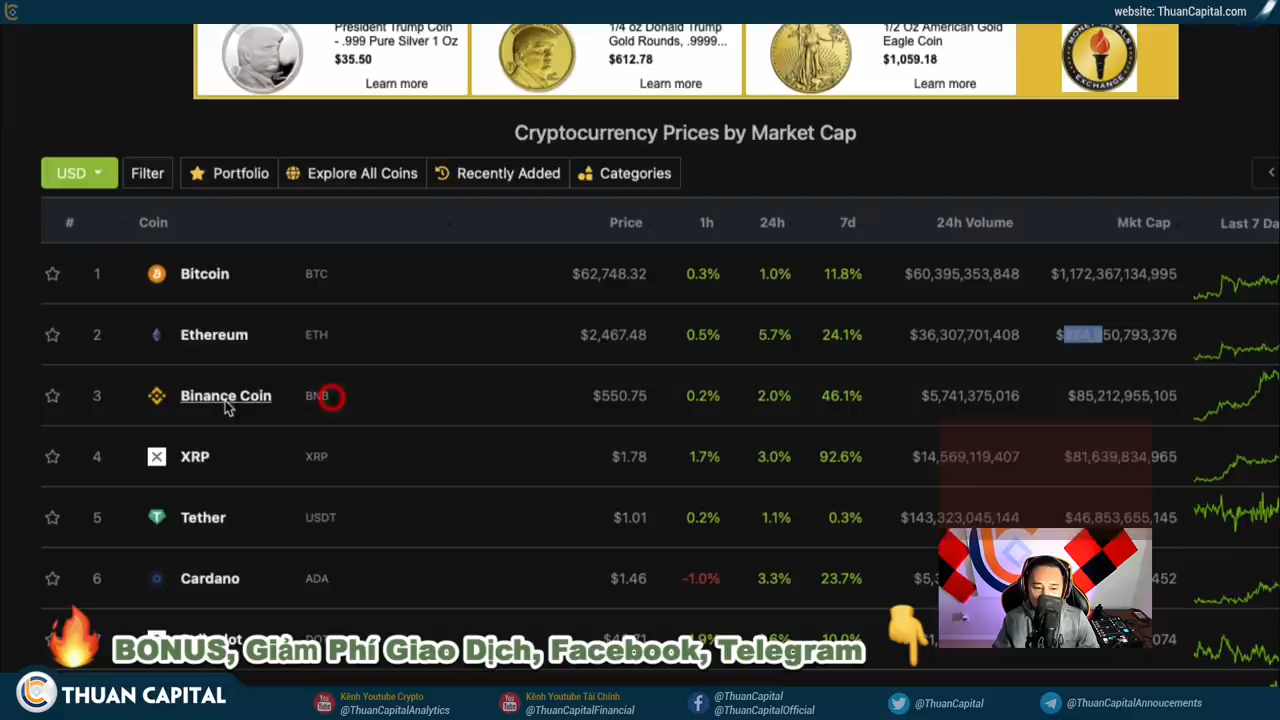 website: ThuanCapital.com
President Trump Coin
- .999 Pure Silver 1 Oz
$35.50
Learn more
1/4 oz Donald Trump
Gold Rounds, .9999...
$612.78
Learn more
1/2 Oz American Gold
Eagle Coin
$1,059.18
Learn more
MONEY METALS
EXCHANGE
Cryptocurrency Prices by Market Cap
USD Filter Portfolio Explore All Coins Recently Added Categories
# Coin Price 1h 24h 7d 24h Volume Mkt Cap Last 7 Da
1 Bitcoin BTC $62,748.32 0.3% 1.0% 11.8% $60,395,353,848 $1,172,367,134,995
2 Ethereum ETH $2,467.48 0.5% 5.7% 24.1% $36,307,701,408 50,793,376
3 Binance Coin BNB $550.75 0.2% 2.0% 46.1% $5,741,375,016 $85,212,955,105
4 XRP XRP $1.78 1.7% 3.0% 92.6% $14,569,119,407 $81,639,834,965
5 Tether USDT $1.01 0.2% 1.1% 0.3% $143,323,045,144 $46,853,655,145
6 Cardano ADA $1.46 -1.0% 3.3% 23.7% 452
074
BONUS, Giảm Phí Giao Dịch, Facebook, Telegram
THUAN CAPITAL
Kênh Youtube Crypto
@ThuanCapitalAnalytics
Kênh Youtube Tài Chính
@ThuanCapitalFinancial
@ThuanCapital
@ThuanCapitalOfficial
@ThuanCapital
@ThuanCapitalAnnoucements